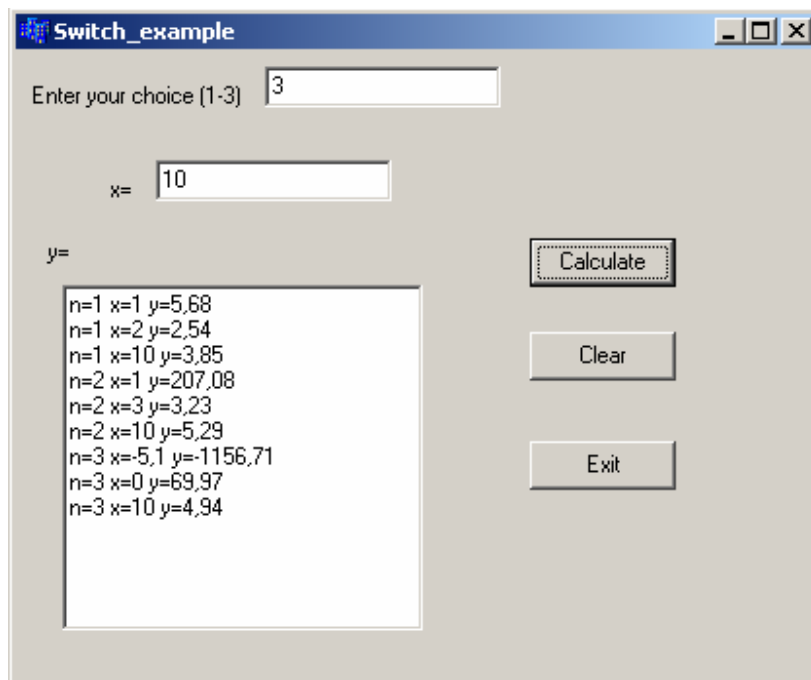 Switch_example
Enter your choice (1-3) 3
x= 10
y=
n=1 x=1 y=5,68
n=1 x=2 y=2,54
n=1 x=10 y=3,85
n=2 x=1 y=207,08
n=2 x=3 y=3,23
n=2 x=10 y=5,29
n=3 x=-5,1 y=-1156,71
n=3 x=0 y=69,97
n=3 x=10 y=4,94
Calculate
Clear
Exit